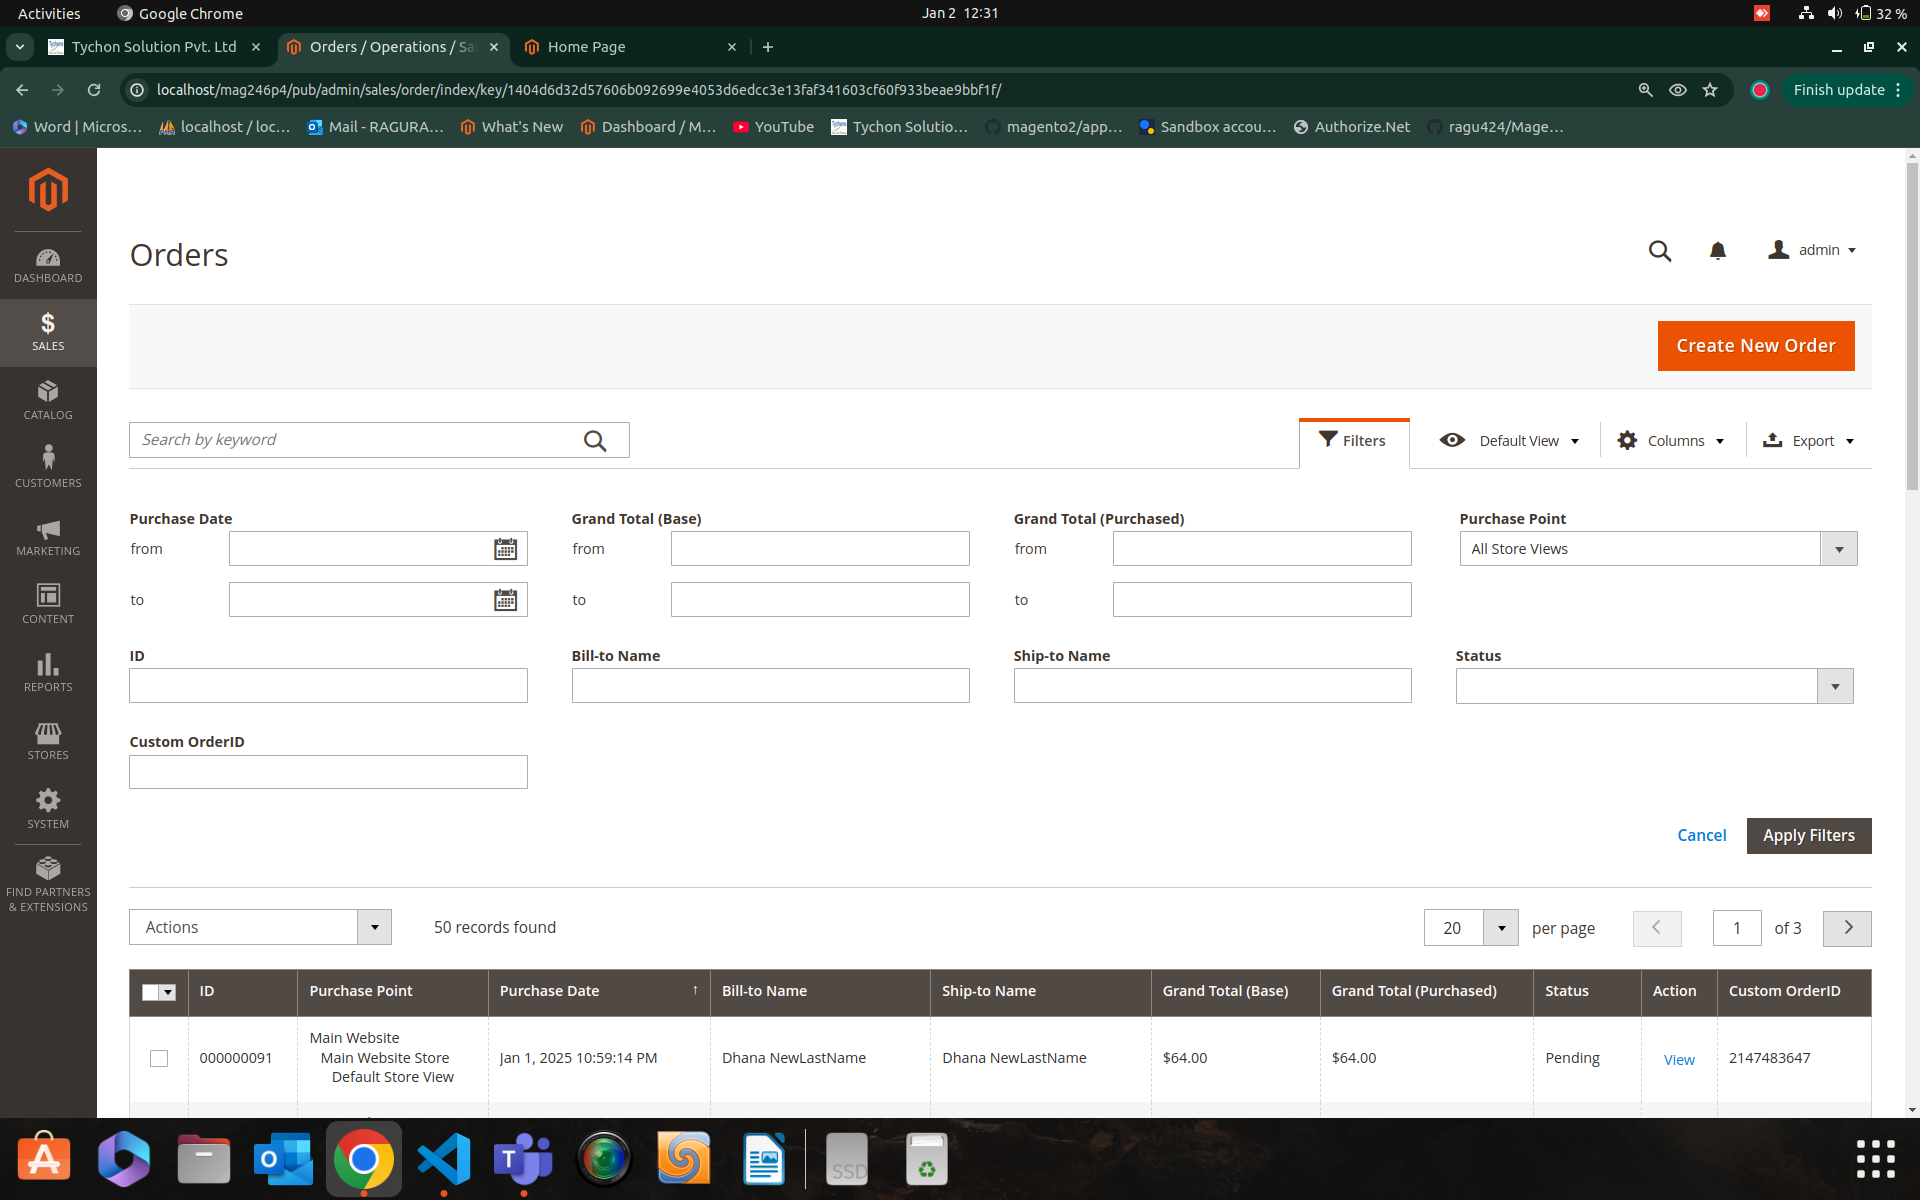 Activities
Google Chrome
Jan 2 12:31
32 %
Tychon Solution Pvt. Ltd
Orders / Operations / Sa
Home Page
localhost/mag246p4/pub/admin/sales/order/index/key/1404d6d32d57606b092699e4053d6edcc3e13faf341603cf60f933beae9bbf1f/
Finish update
Word | Micros...
localhost / loc...
Mail - RAGURA...
What's New
Dashboard / M...
YouTube
Tychon Solutio...
magento2/app...
Sandbox accou...
Authorize.Net
ragu424/Mage...
DASHBOARD
SALES
CATALOG
CUSTOMERS
MARKETING
CONTENT
REPORTS
STORES
SYSTEM
FIND PARTNERS
& EXTENSIONS
Orders
admin
Create New Order
Search by keyword
Filters
Default View
Columns
Export
Purchase Date
from
to
Grand Total (Base)
from
to
Grand Total (Purchased)
from
to
Purchase Point
All Store Views
ID
Bill-to Name
Ship-to Name
Status
Custom OrderID
Cancel
Apply Filters
Actions
50 records found
20
per page
1
of 3
ID
Purchase Point
Purchase Date ↑
Bill-to Name
Ship-to Name
Grand Total (Base)
Grand Total (Purchased)
Status
Action
Custom OrderID
000000091
Main Website
Main Website Store
Default Store View
Jan 1, 2025 10:59:14 PM
Dhana NewLastName
Dhana NewLastName
$64.00
$64.00
Pending
View
2147483647
SSD